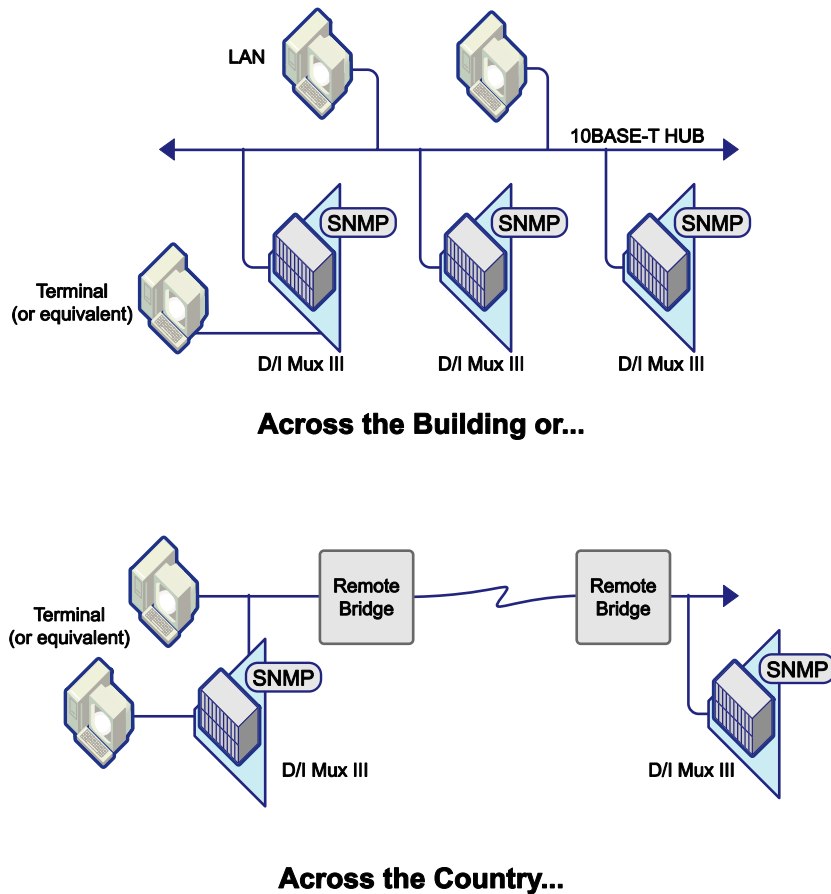 LAN
10BASE-T HUB
SNMP
SNMP
SNMP
Terminal
(or equivalent)
D/I Mux III
D/I Mux III
D/I Mux III
Across the Building or...
Remote
Bridge
Remote
Bridge
Terminal
(or equivalent)
SNMP
SNMP
D/I Mux III
D/I Mux III
Across the Country...